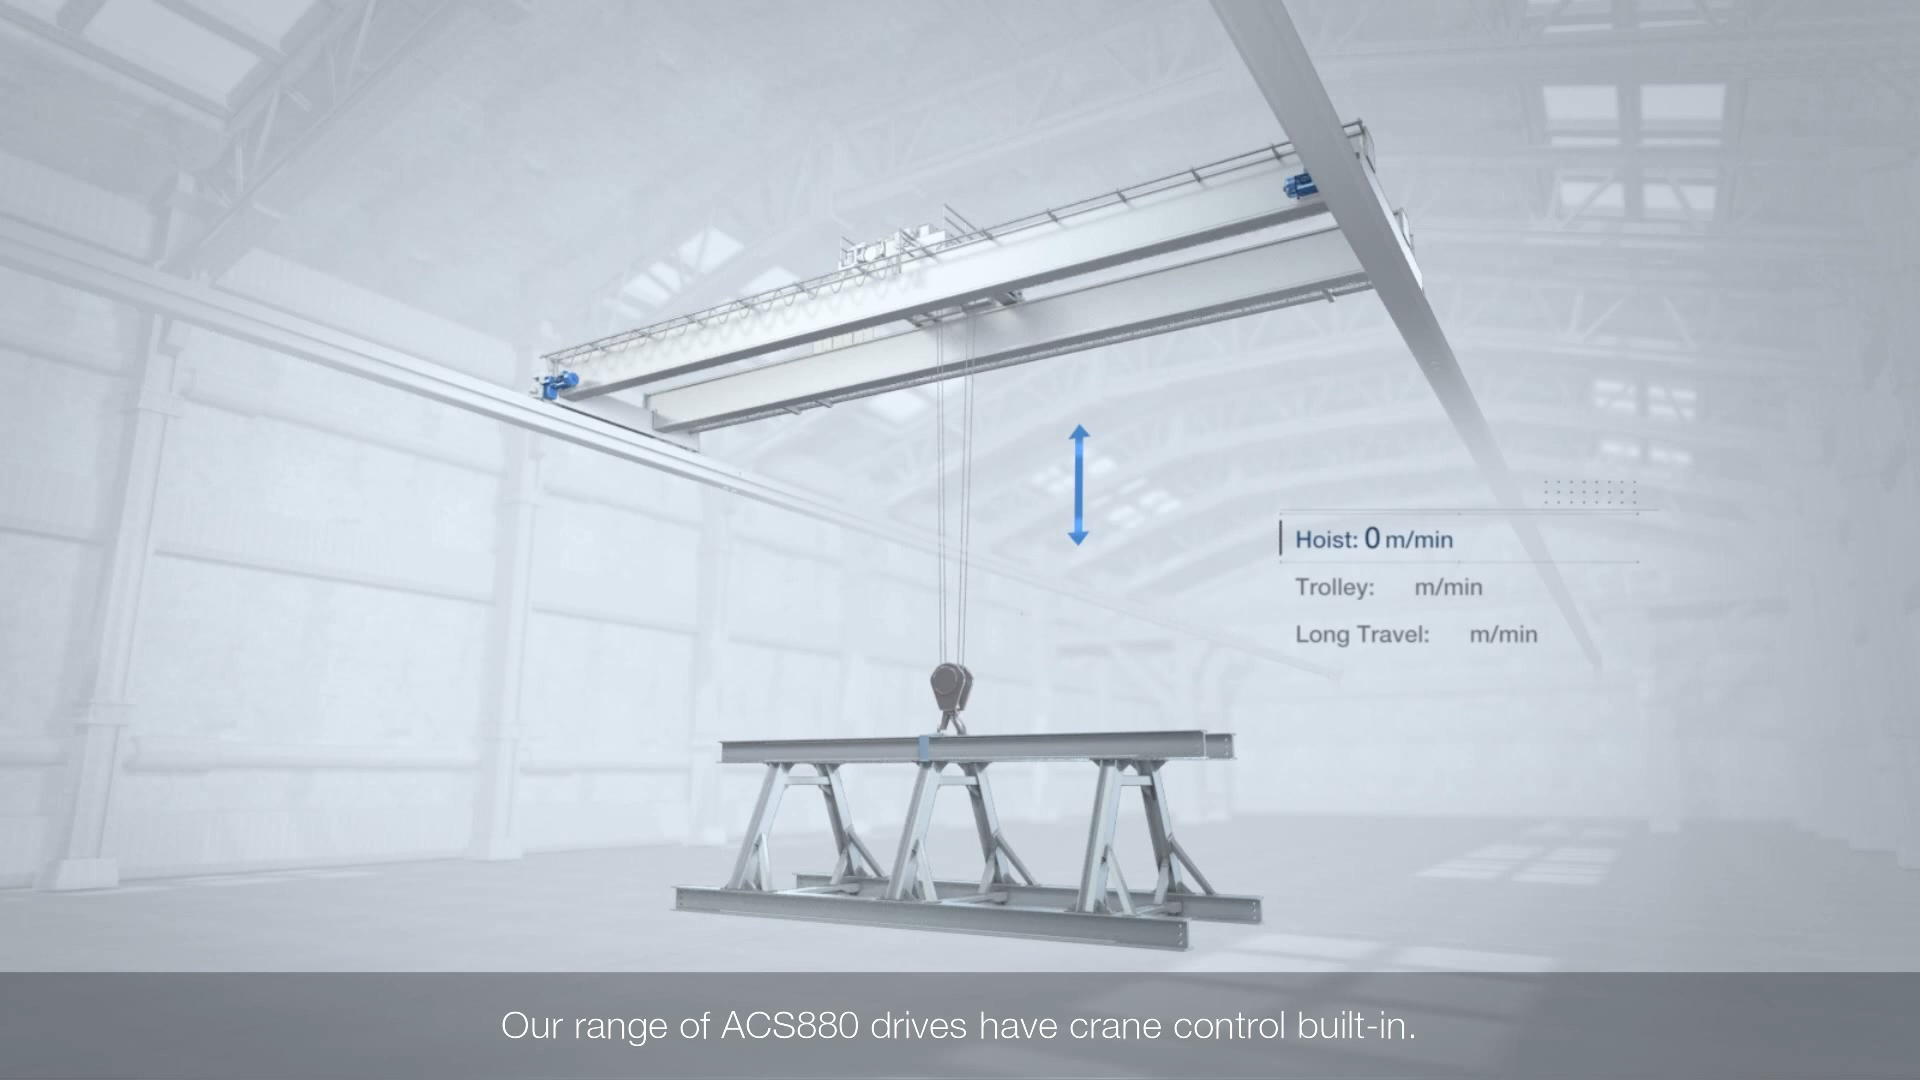 Hoist: 0 m/min
Trolley: m/min
Long Travel: m/min
Our range of ACS880 drives have crane control built-in.